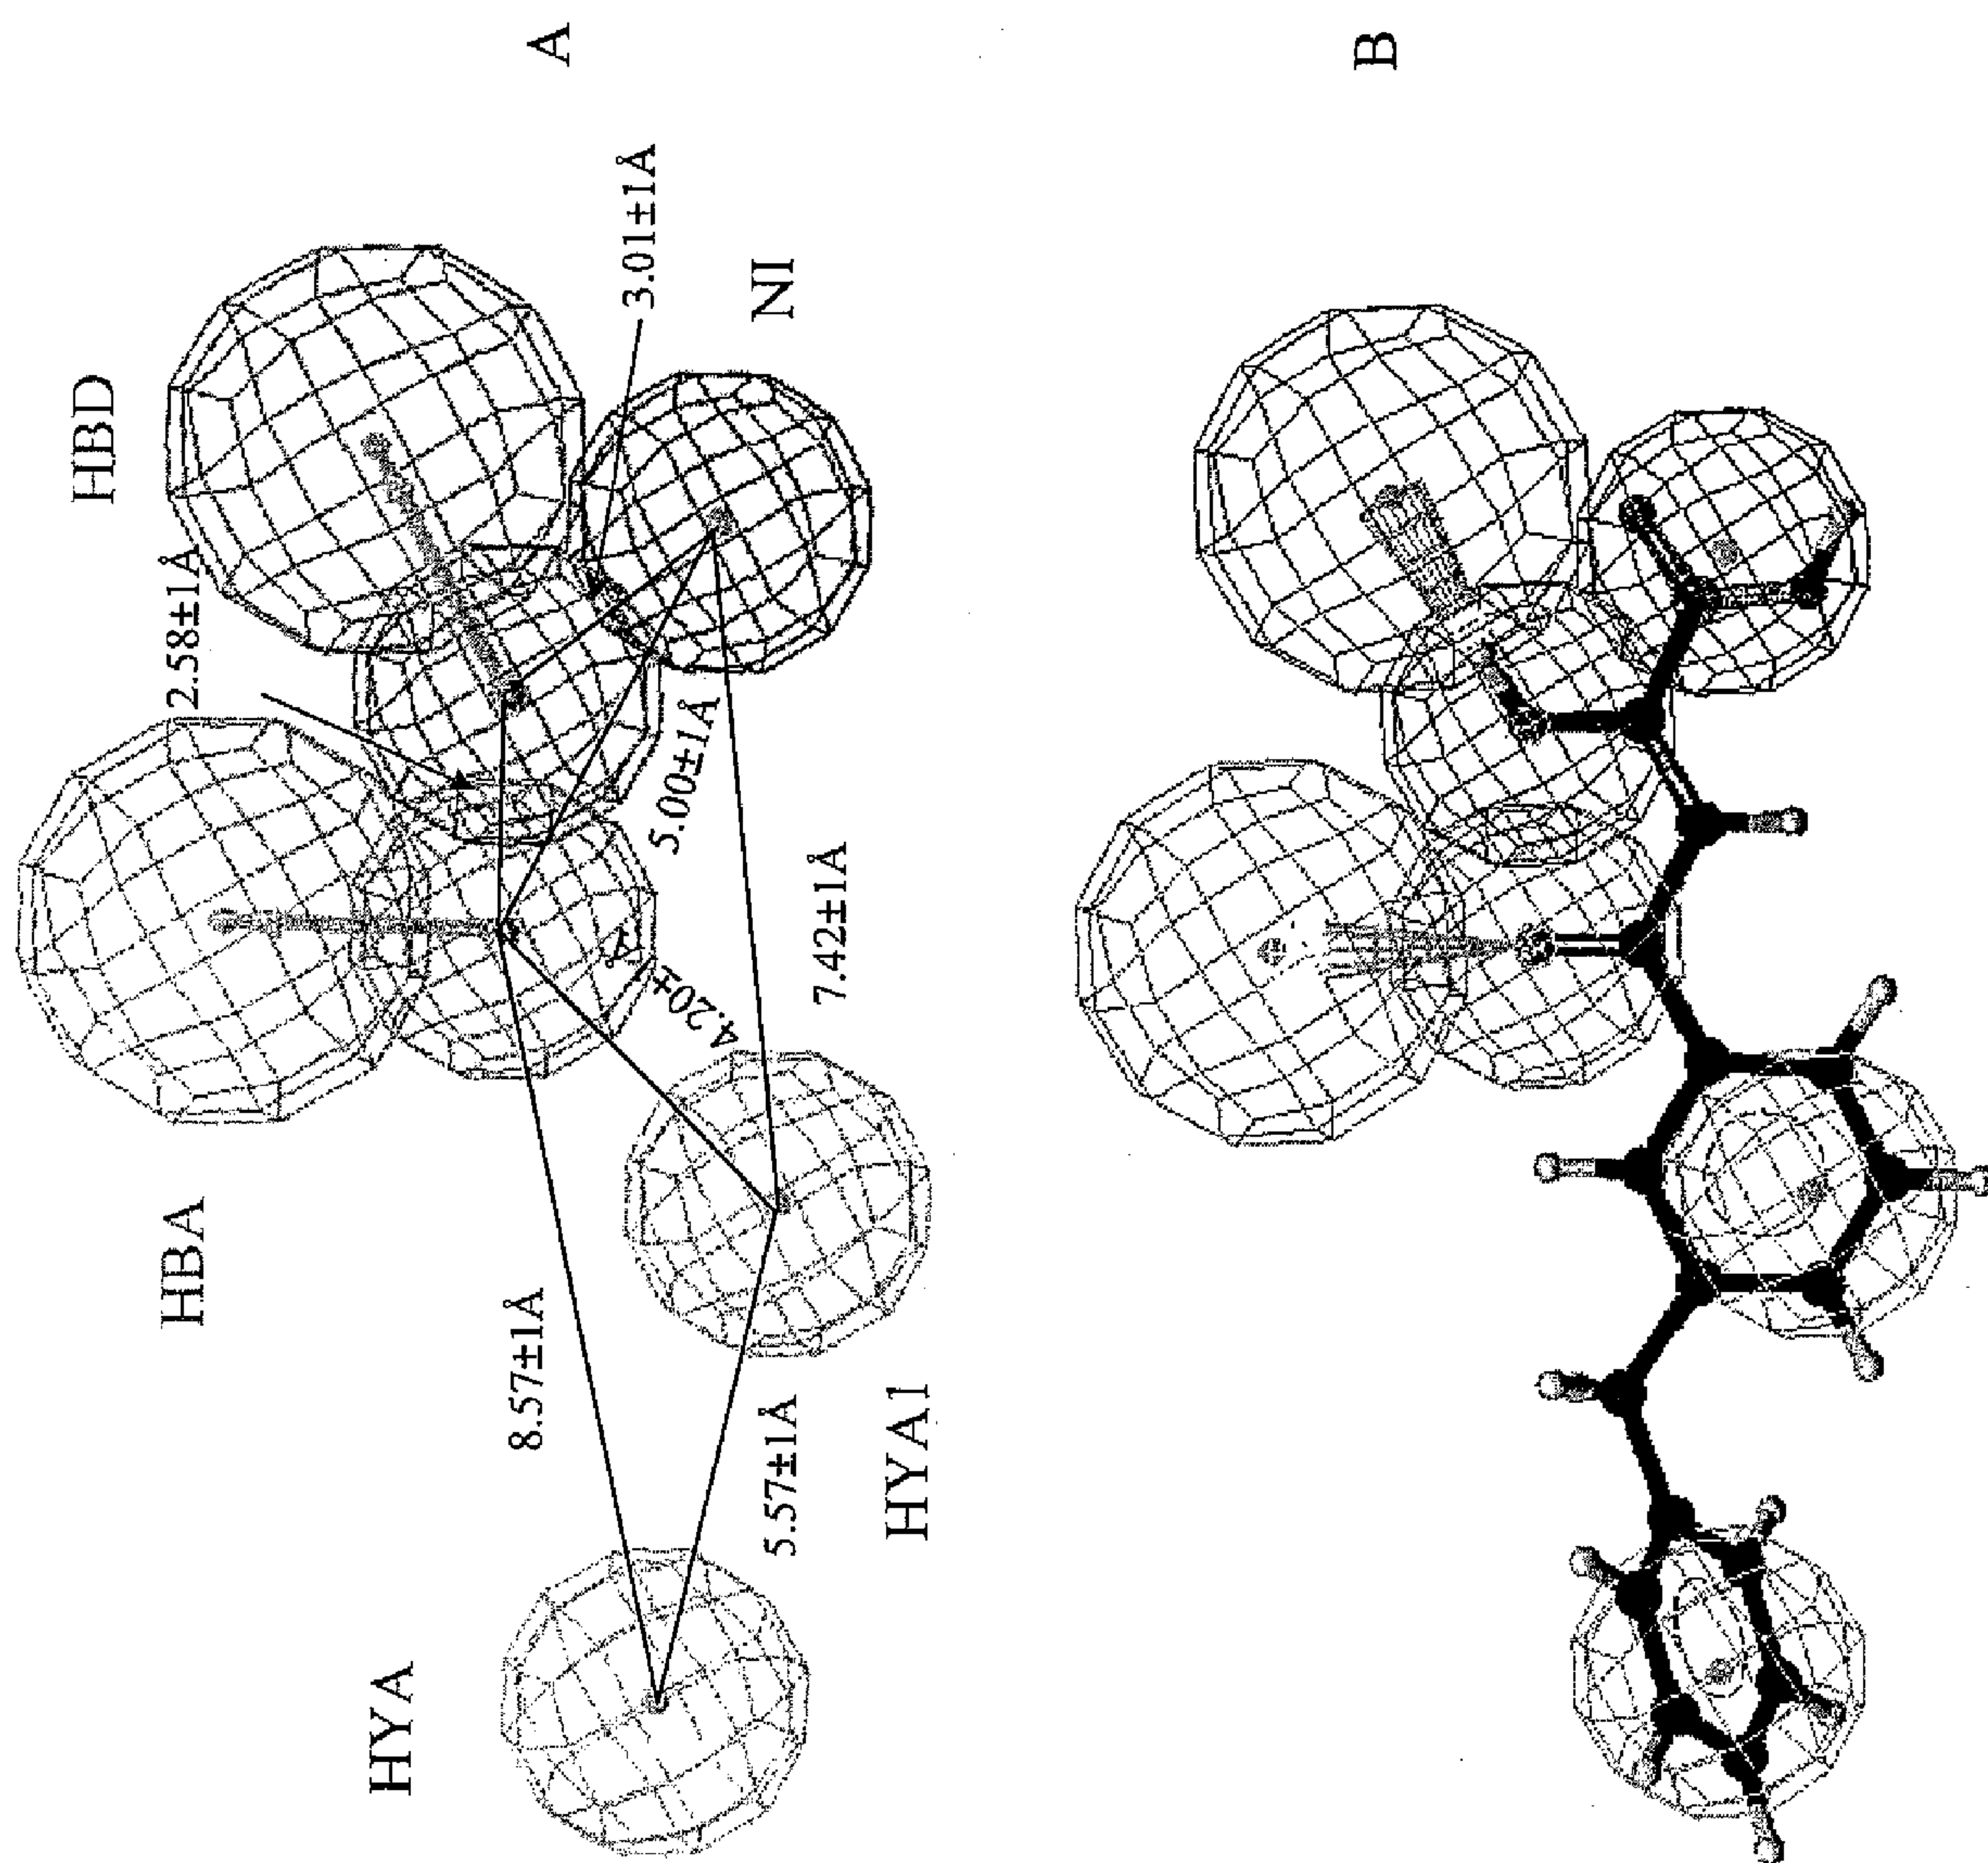 A
HBD
HBA
HYA
HYA1
NI
2.58±1Å
3.01±1Å
5.00±1Å
4.20±
Å
7.42±1Å
8.57±1Å
5.57±1Å
B